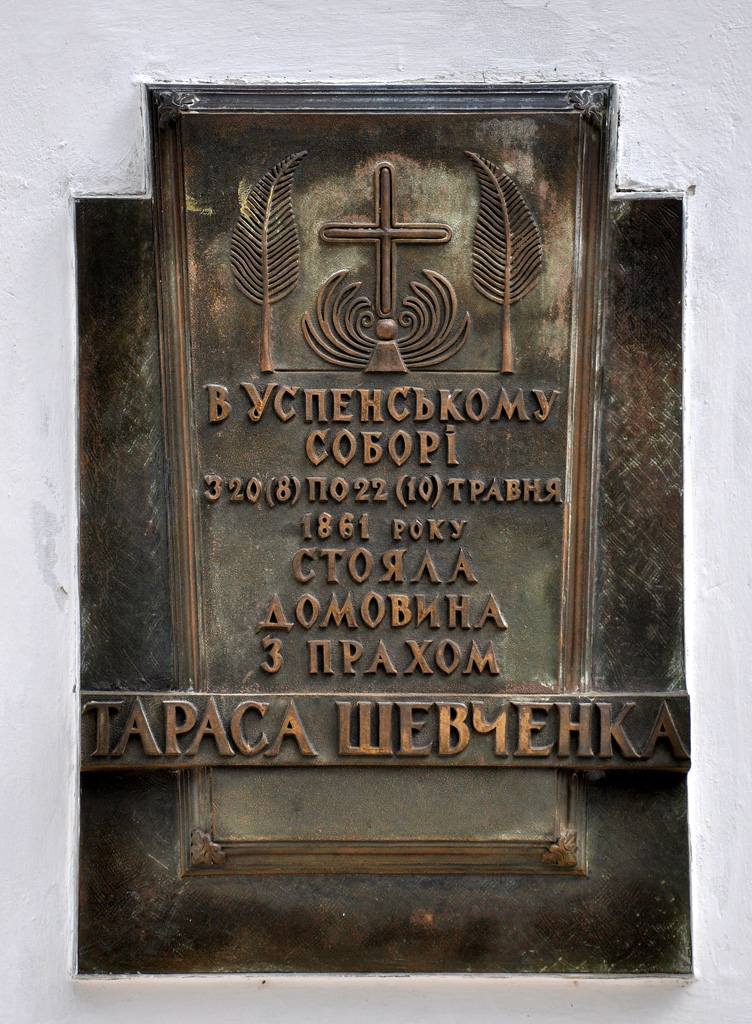 В УСПЕНСЬКОМУ
СОБОРІ
З 20 (8) ПО 22 (10) ТРАВНЯ
1861 РОКУ
СТОЯЛА
ДОМОВИНА
З ПРАХОМ
ТАРАСА ШЕВЧЕНКА